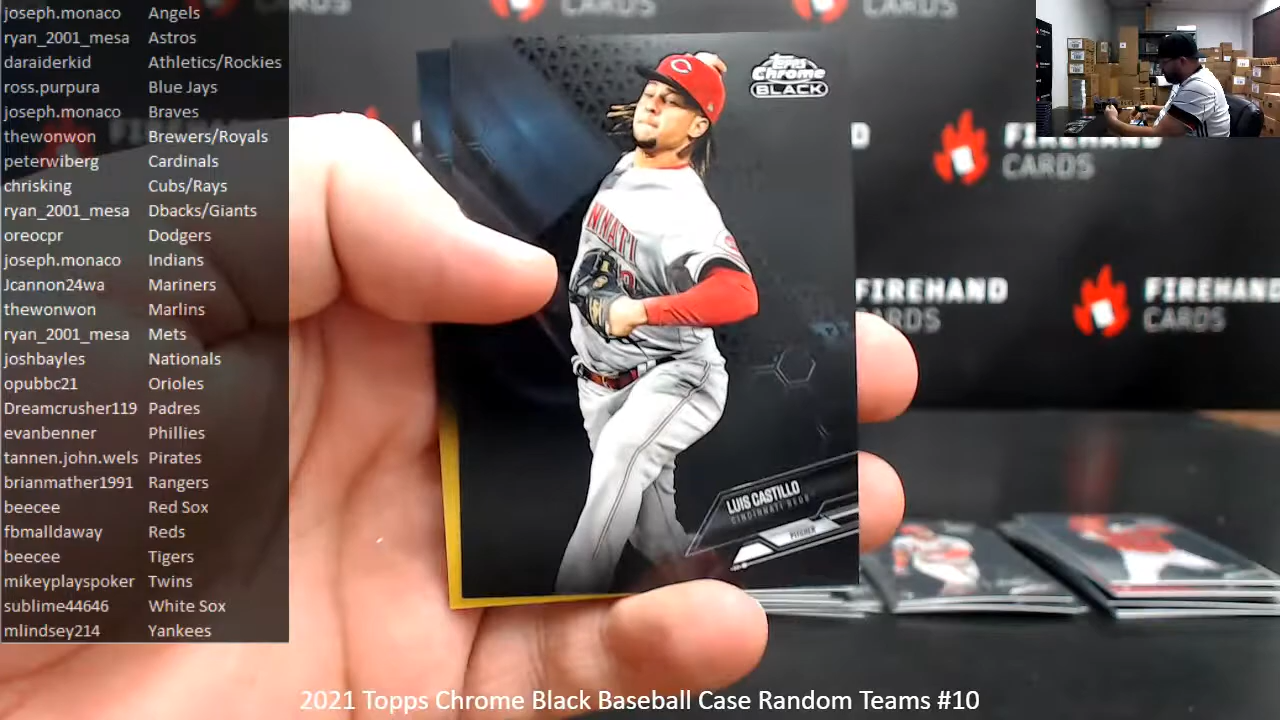 joseph.monaco Angels
ryan_2001_mesa Astros
daraiderkid Athletics/Rockies
ross.purpura Blue Jays
joseph.monaco Braves
thewonwon Brewers/Royals
peterwiberg Cardinals
chrisking Cubs/Rays
ryan_2001_mesa Dbacks/Giants
oreocpr Dodgers
joseph.monaco Indians
Jcannon24wa Mariners
thewonwon Marlins
ryan_2001_mesa Mets
joshbayles Nationals
opubbc21 Orioles
Dreamcrusher119 Padres
evanbenner Phillies
tannen.john.wels Pirates
brianmather1991 Rangers
beecee Red Sox
fbmalldaway Reds
beecee Tigers
mikeyplayspoker Twins
sublime44646 White Sox
mlindsey214 Yankees
CARDS
CARDS
Topps
Chrome
BLACK
C
NNATI
LUIS CASTILLO
CINCINNATI REDS
PITCHER
FIREHAND
CARDS
FIREHAND
CARDS
FIREHAND
CARDS
2021 Topps Chrome Black Baseball Case Random Teams #10